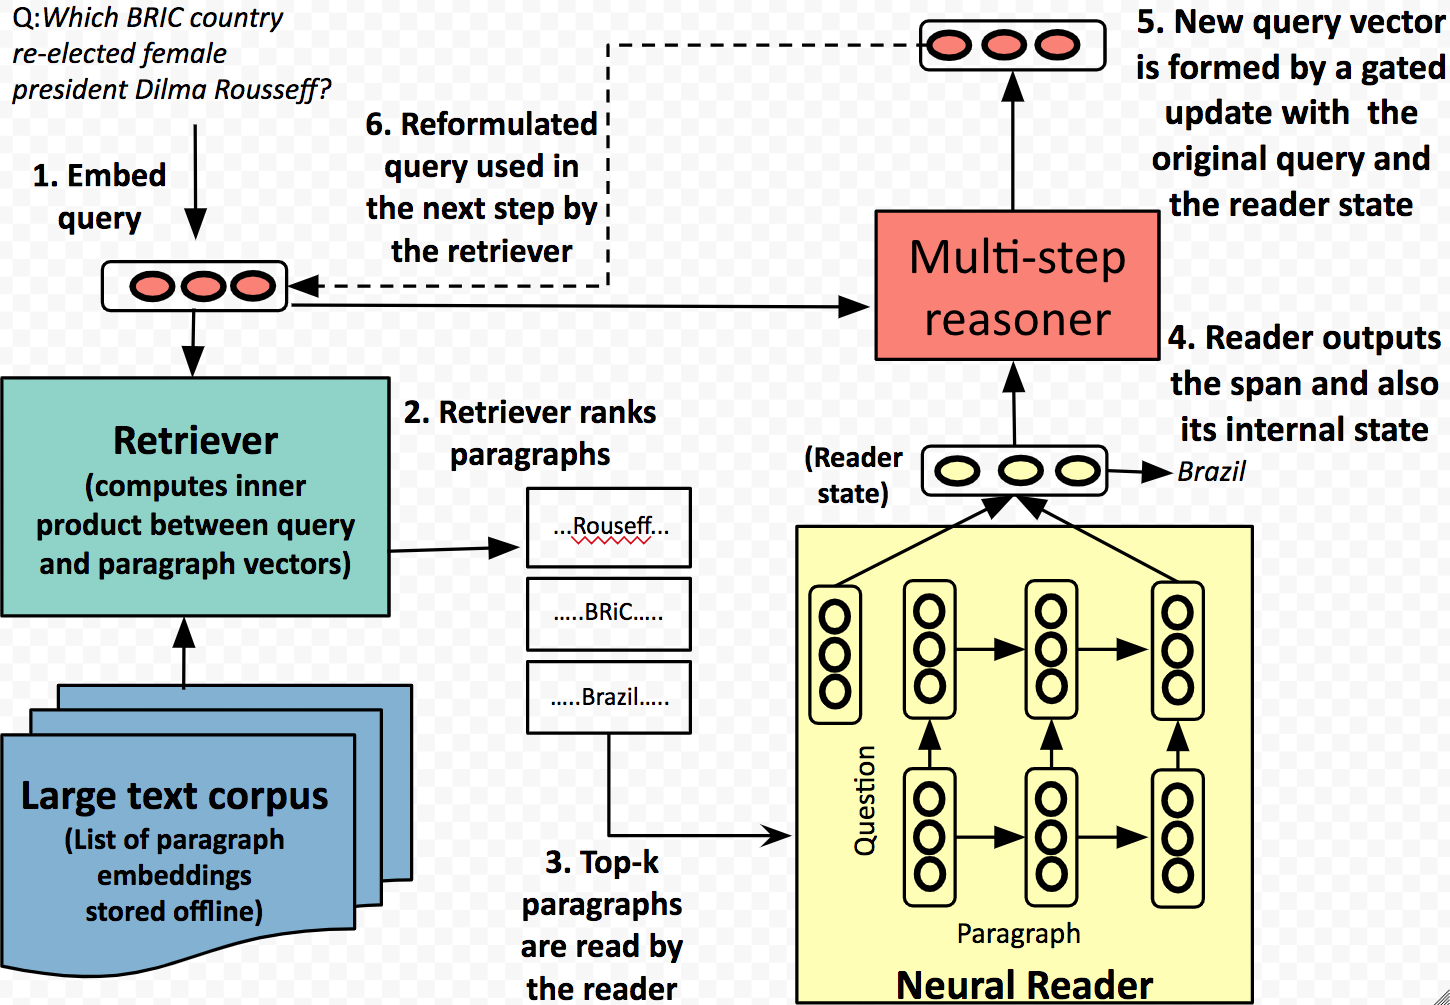 Q:Which BRIC country
re-elected female
president Dilma Rousseff?
1. Embed
query
6. Reformulated
query used in
the next step by
the retriever
5. New query vector
is formed by a gated
update with the
original query and
the reader state
Multi-step
reasoner
4. Reader outputs
the span and also
its internal state
(Reader
state)
Brazil
Retriever
(computes inner
product between query
and paragraph vectors)
2. Retriever ranks
paragraphs
...Rouseff...
.....BRiC.....
.....Brazil.....
Large text corpus
(List of paragraph
embeddings
stored offline)
3. Top-k
paragraphs
are read by
the reader
Question
Paragraph
Neural Reader